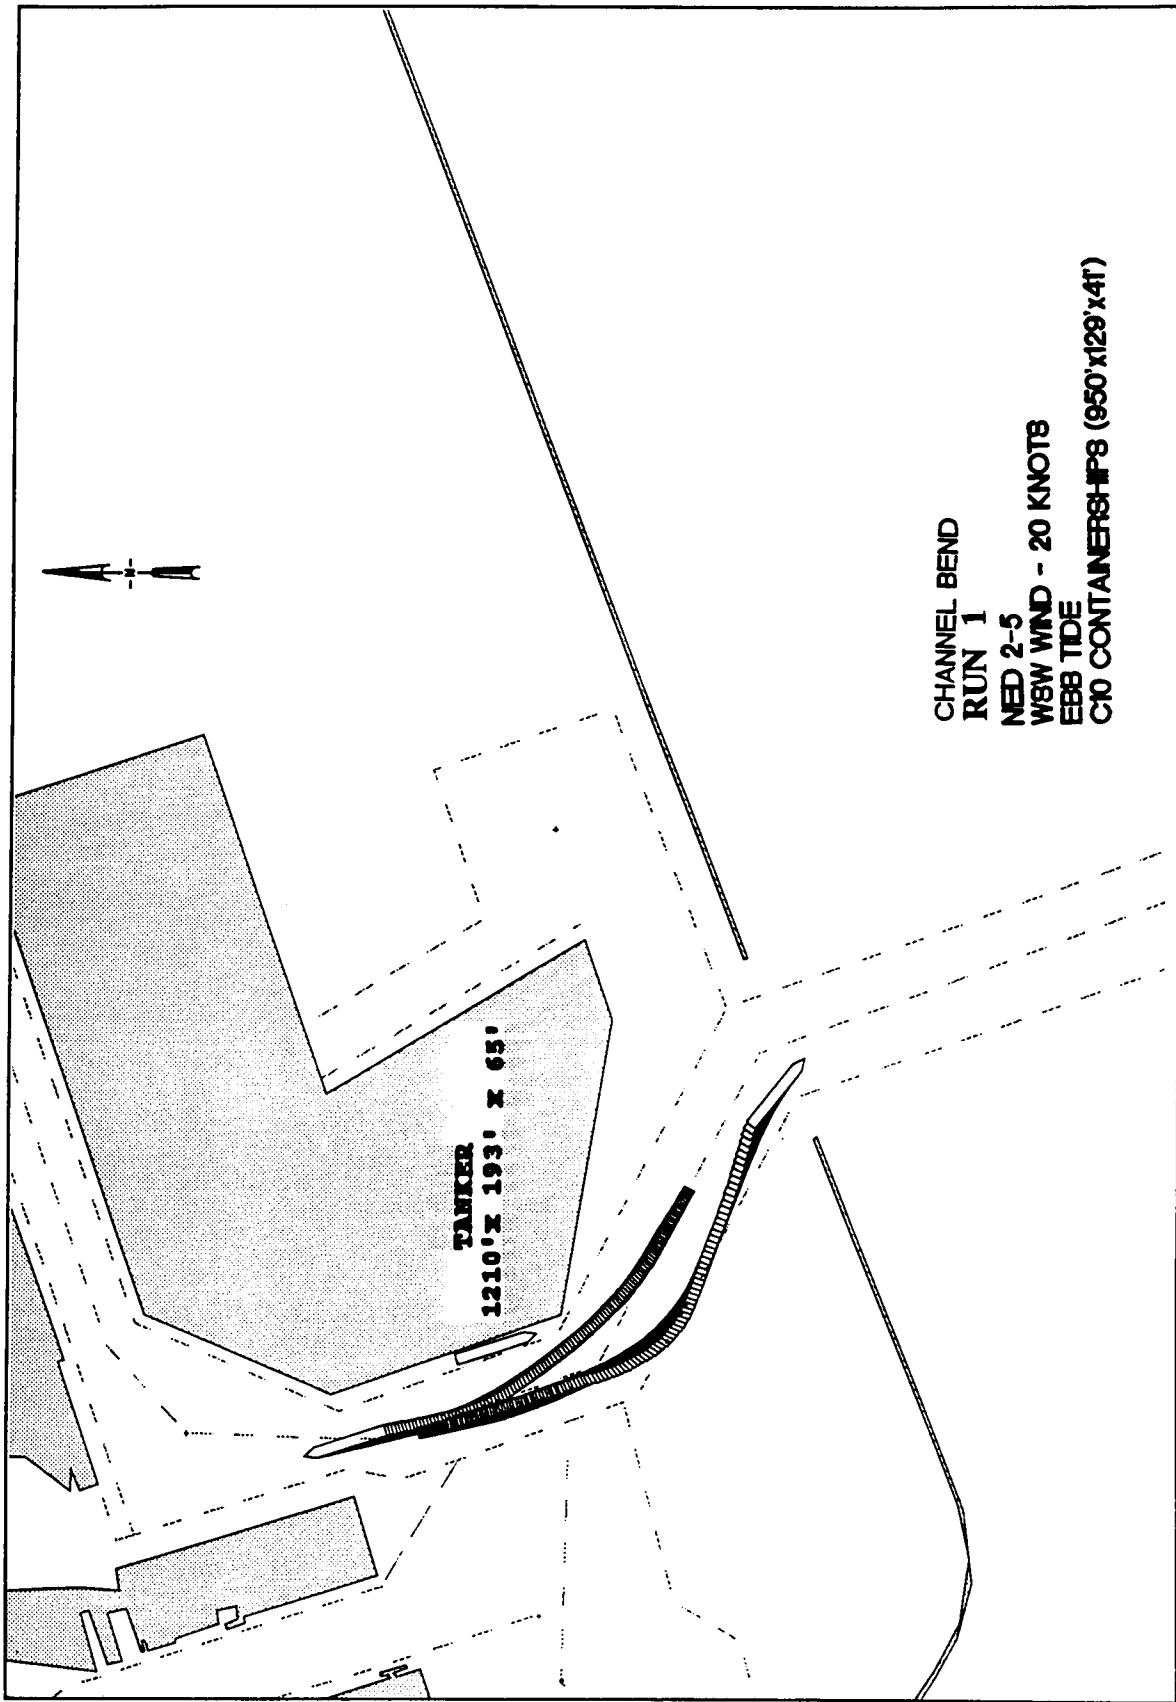 TANKER
1210' X 193' X 65'
CHANNEL BEND
RUN 1
NED 2-5
WSW WIND - 20 KNOTS
EBB TIDE
C10 CONTAINERSHIPS (950'x129'x41')
N